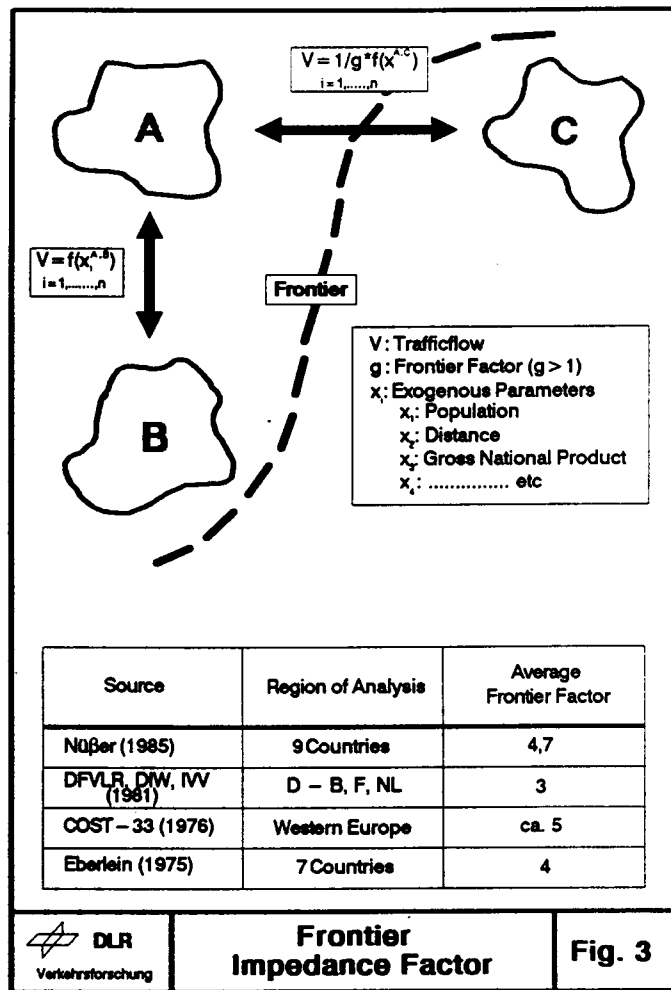 V = 1/g*f(x^A,C)
i = 1,......,n
A
C
V = f(x_i^A,B)
i = 1,.......,n
Frontier
B
V : Trafficflow
g : Frontier Factor (g > 1)
x_i: Exogenous Parameters
x_1: Population
x_2: Distance
x_3: Gross National Product
x_4: ............... etc
Source
Region of Analysis
Average
Frontier Factor
Nüßer (1985)
9 Countries
4,7
DFVLR, DIW, IVV
(1981)
D – B, F, NL
3
COST – 33 (1976)
Western Europe
ca. 5
Eberlein (1975)
7 Countries
4
DLR
Verkehrsforschung
Frontier
Impedance Factor
Fig. 3